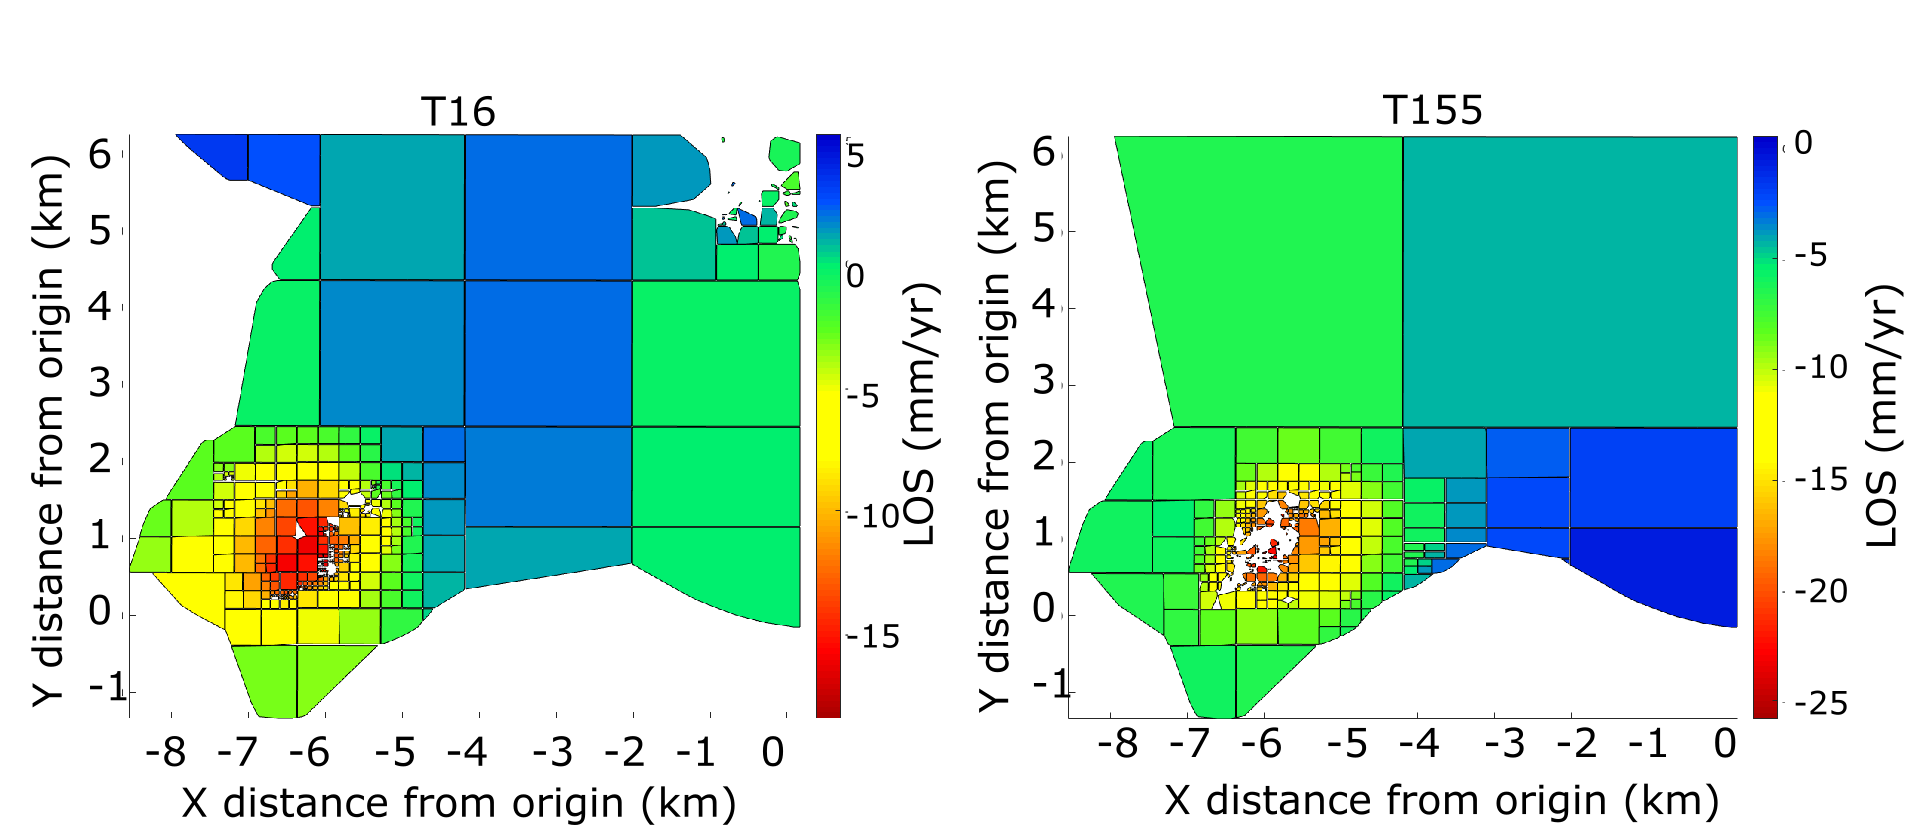 T16
6
5
4
3
2
1
0
-1
-8 -7 -6 -5 -4 -3 -2 -1 0
X distance from origin (km)
Y distance from origin (km)
5
0
-5
-10
-15
LOS (mm/yr)
T155
6
5
4
3
2
1
0
-1
-8 -7 -6 -5 -4 -3 -2 -1 0
X distance from origin (km)
Y distance from origin (km)
0
-5
-10
-15
-20
-25
LOS (mm/yr)